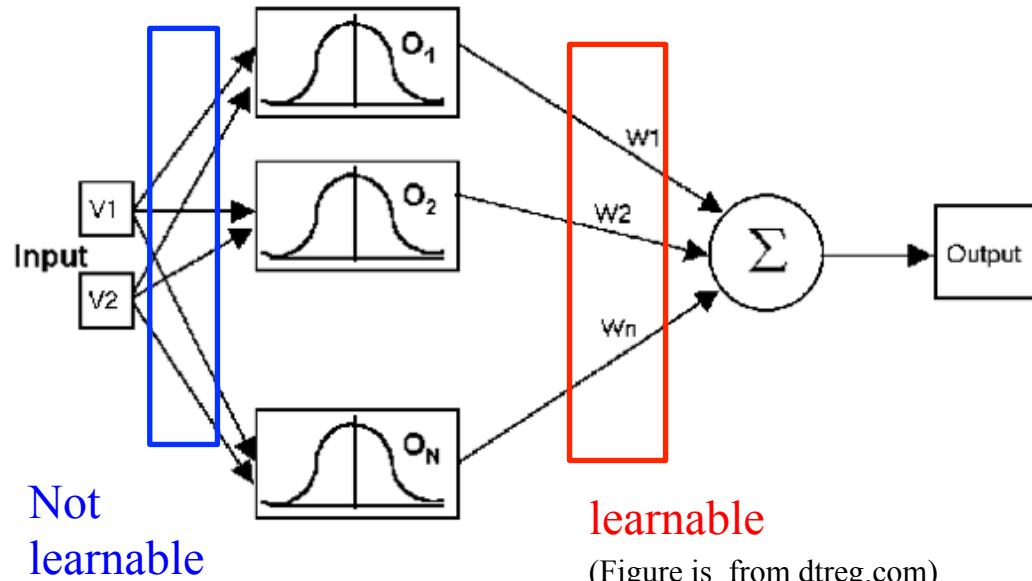 O1
W1
V1
O2
W2
Input
Σ
Output
V2
Wn
ON
Not
learnable
learnable
(Figure is from dtreg.com)